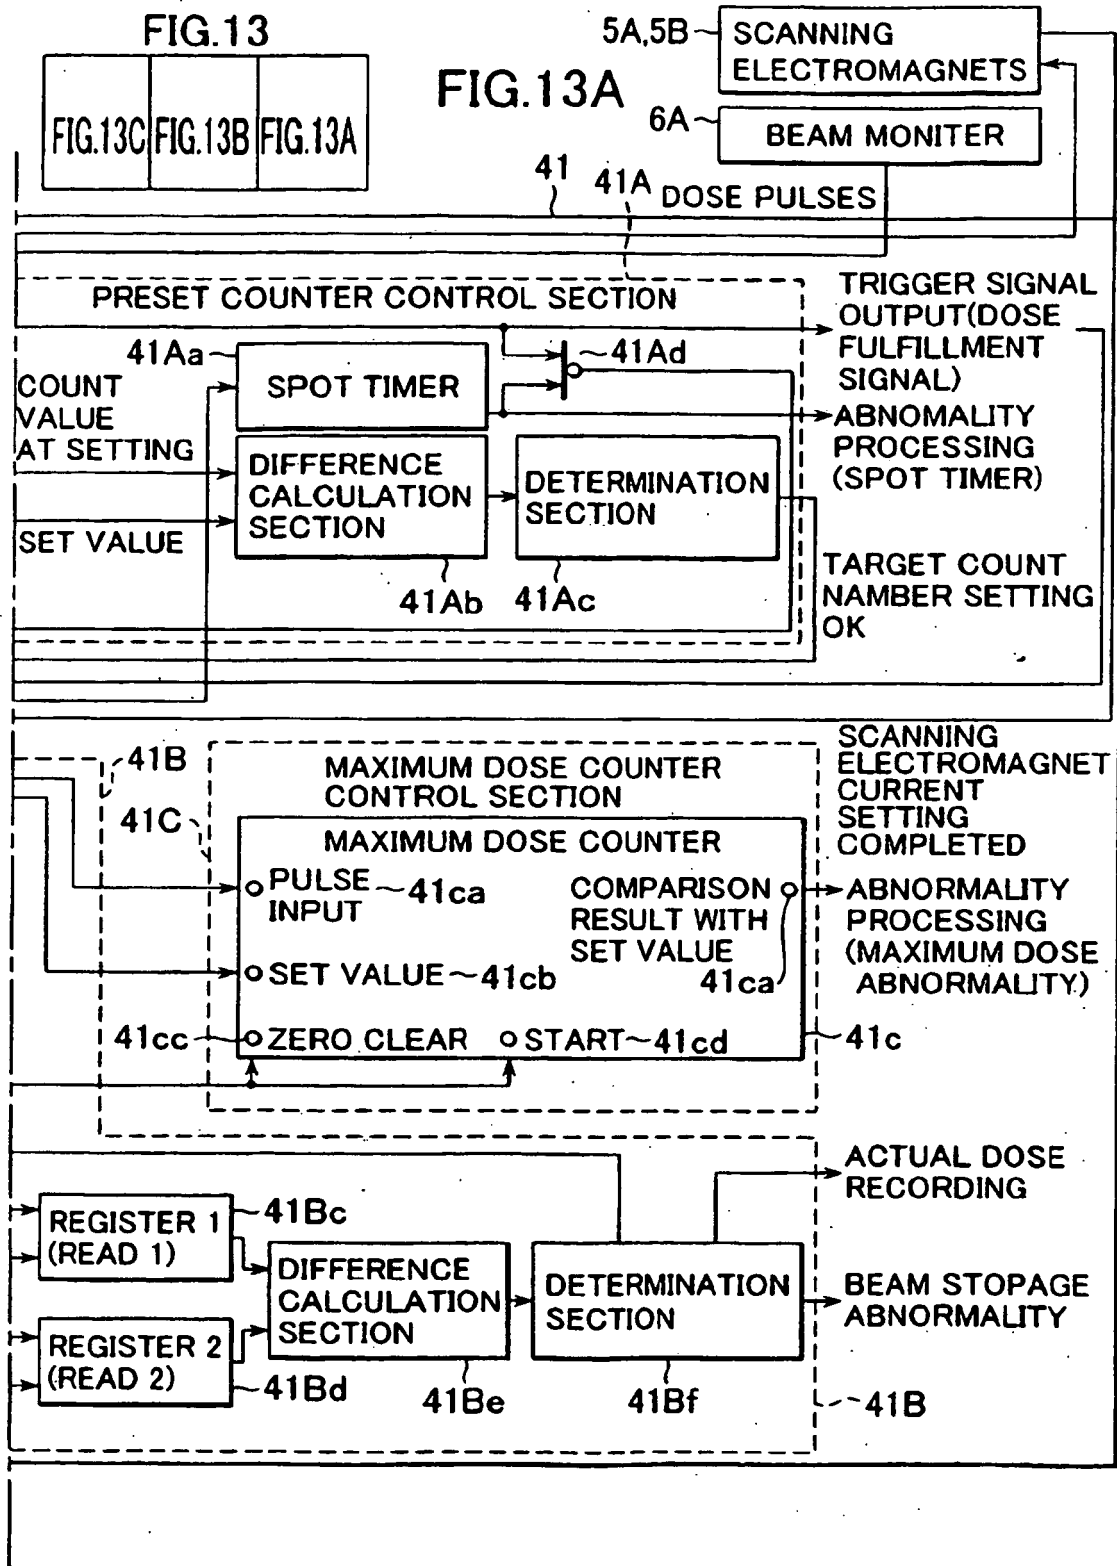 FIG.13
FIG.13C
FIG.13B
FIG.13A
FIG.13A
5A,5B
SCANNING
ELECTROMAGNETS
6A
BEAM MONITER
41
41A
DOSE PULSES
PRESET COUNTER CONTROL SECTION
TRIGGER SIGNAL
OUTPUT(DOSE
FULFILLMENT
SIGNAL)
41Aa
SPOT TIMER
41Ad
COUNT
VALUE
AT SETTING
ABNOMALITY
PROCESSING
(SPOT TIMER)
DIFFERENCE
CALCULATION
SECTION
DETERMINATION
SECTION
SET VALUE
41Ab
41Ac
TARGET COUNT
NAMBER SETTING
OK
SCANNING
ELECTROMAGNET
CURRENT
SETTING
COMPLETED
41B
41C
MAXIMUM DOSE COUNTER
CONTROL SECTION
MAXIMUM DOSE COUNTER
PULSE
INPUT
41ca
COMPARISON
RESULT WITH
SET VALUE
41ca
ABNORMALITY
PROCESSING
(MAXIMUM DOSE
ABNORMALITY)
SET VALUE
41cb
41cc
ZERO CLEAR
START
41cd
41c
ACTUAL DOSE
RECORDING
REGISTER 1
(READ 1)
41Bc
DIFFERENCE
CALCULATION
SECTION
DETERMINATION
SECTION
BEAM STOPAGE
ABNORMALITY
REGISTER 2
(READ 2)
41Bd
41Be
41Bf
41B